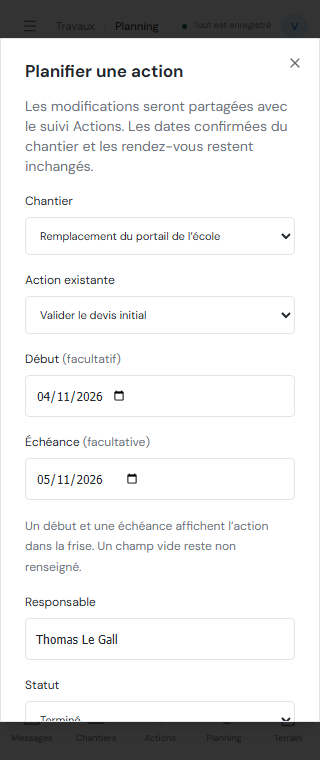 Travaux › Planning
Tout est enregistré
V
Planifier une action
Les modifications seront partagées avec
le suivi Actions. Les dates confirmées du
chantier et les rendez-vous restent
inchangés.
Chantier
Remplacement du portail de l'école
Action existante
Valider le devis initial
Début (facultatif)
04/11/2026
Échéance (facultative)
05/11/2026
Un début et une échéance affichent l'action
dans la frise. Un champ vide reste non
renseigné.
Responsable
Thomas Le Gall
Statut
Terminé
Messages Chantiers Actions Planning Terrain